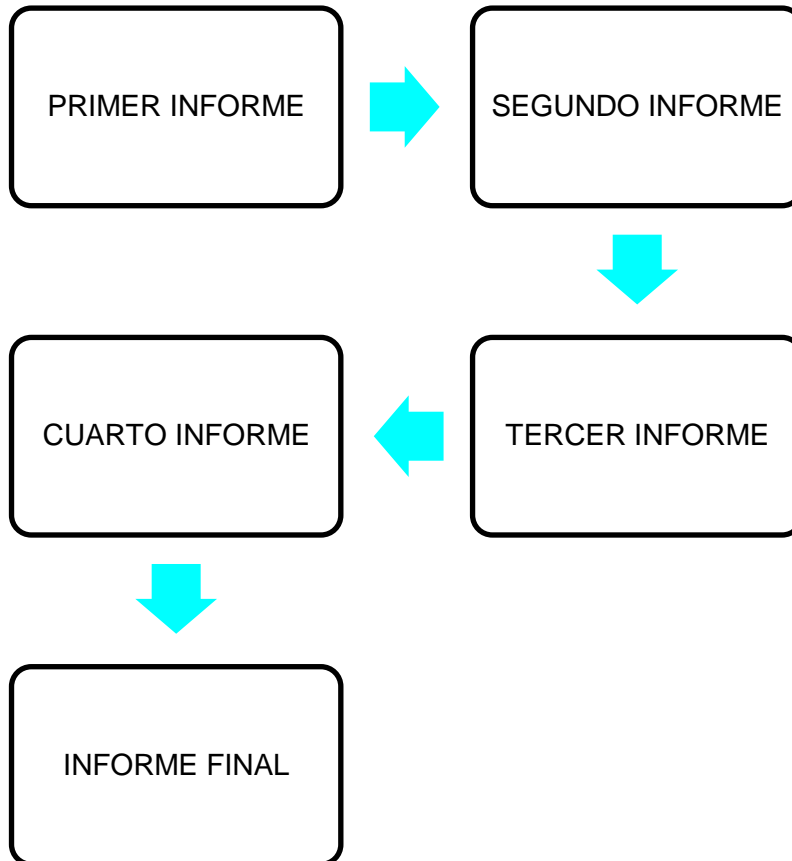 PRIMER INFORME
SEGUNDO INFORME
TERCER INFORME
CUARTO INFORME
INFORME FINAL